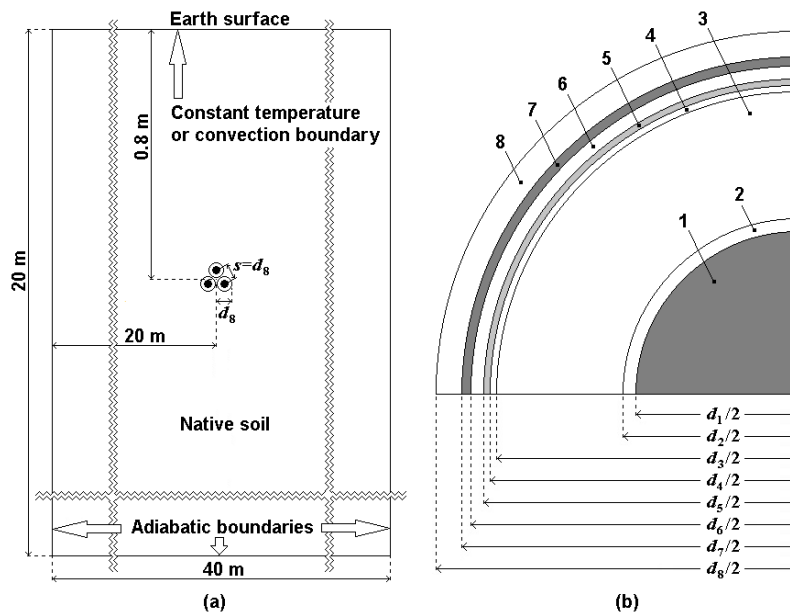 Earth surface
Constant temperature
or convection boundary
0.8 m
20 m
s=d8
d8
20 m
Native soil
Adiabatic boundaries
40 m
(a)
3
4
5
6
7
8
2
1
d1/2
d2/2
d3/2
d4/2
d5/2
d6/2
d7/2
d8/2
(b)